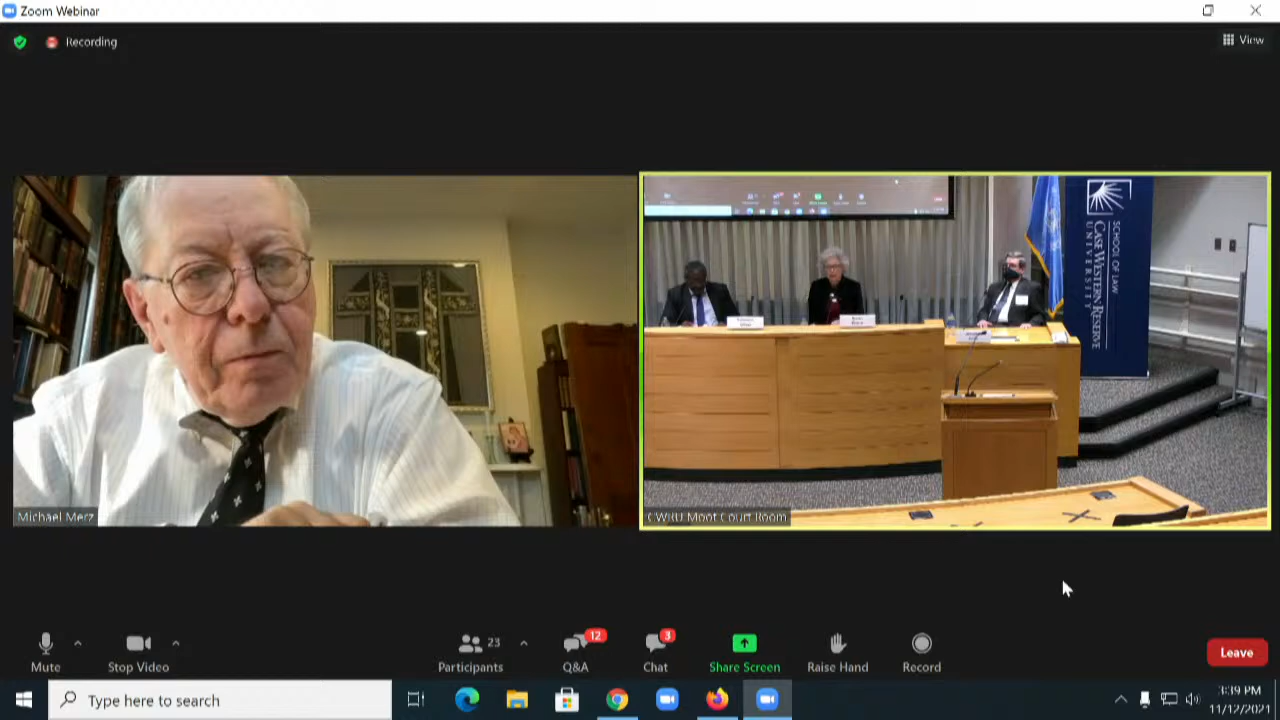 Zoom Webinar
Recording
View
SCHOOL OF LAW
CASE WESTERN RESERVE
UNIVERSITY
Michael Merz
CWRU Moot Court Room
Mute
Stop Video
23
Participants
12
Q&A
3
Chat
Share Screen
Raise Hand
Record
Leave
Type here to search
3:39 PM
11/12/2021